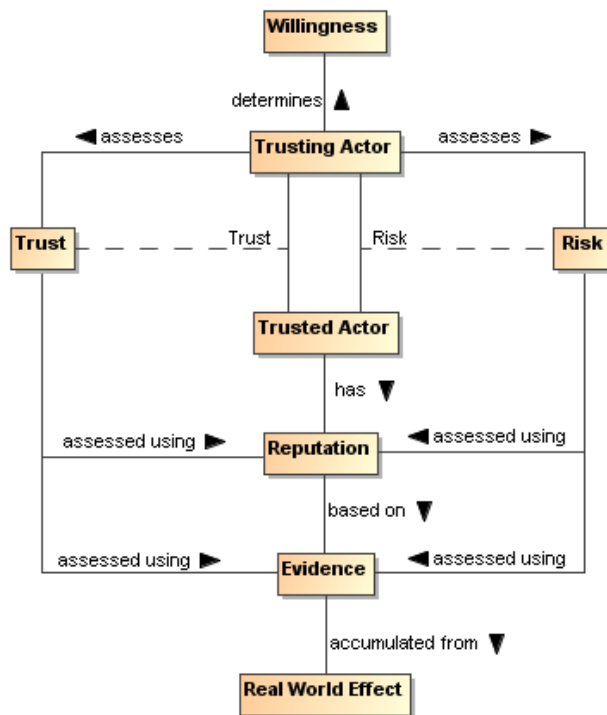 Willingness
determines
assesses
assesses
Trusting Actor
Trust
Trust
Risk
Risk
Trusted Actor
has
assessed using
assessed using
Reputation
based on
assessed using
assessed using
Evidence
accumulated from
Real World Effect